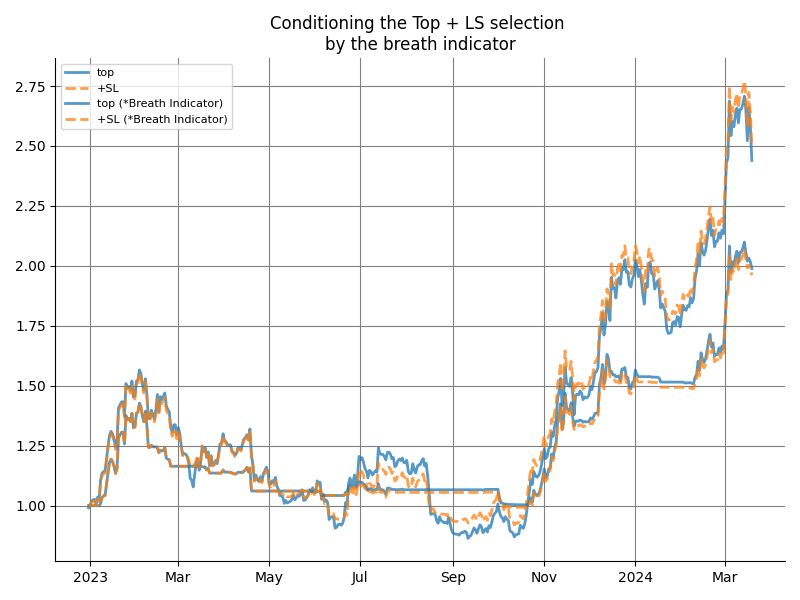 Conditioning the Top + LS selection
by the breath indicator
top
+SL
top (*Breath Indicator)
+SL (*Breath Indicator)
2.75
2.50
2.25
2.00
1.75
1.50
1.25
1.00
2023
Mar
May
Jul
Sep
Nov
2024
Mar